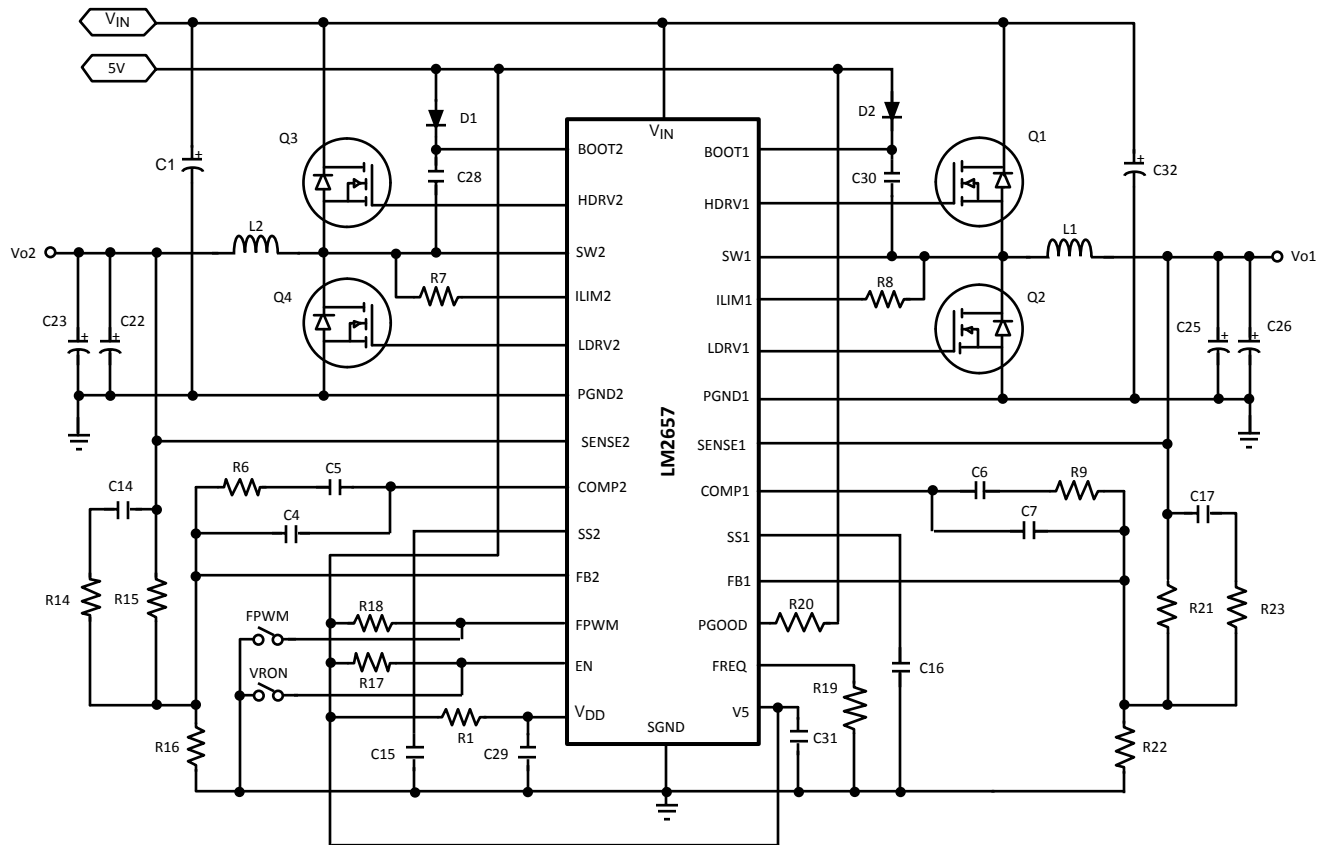 VIN
5V
D1
D2
Q3
Q1
VIN
C1
BOOT2
BOOT1
C28
C30
C32
HDRV2
HDRV1
L2
L1
Vo2
SW2
SW1
Vo1
R7
R8
Q4
Q2
ILIM2
ILIM1
C23
C22
C25
C26
LDRV2
LDRV1
PGND2
PGND1
LM2657
SENSE2
SENSE1
R6
C5
C6
R9
C14
COMP2
COMP1
C17
C4
C7
SS2
SS1
FB2
FB1
R14
R15
R18
R20
R21
R23
FPWM
FPWM
PGOOD
VRON
R17
EN
FREQ
C16
R19
VDD
V5
R16
C15
R1
C29
SGND
C31
R22